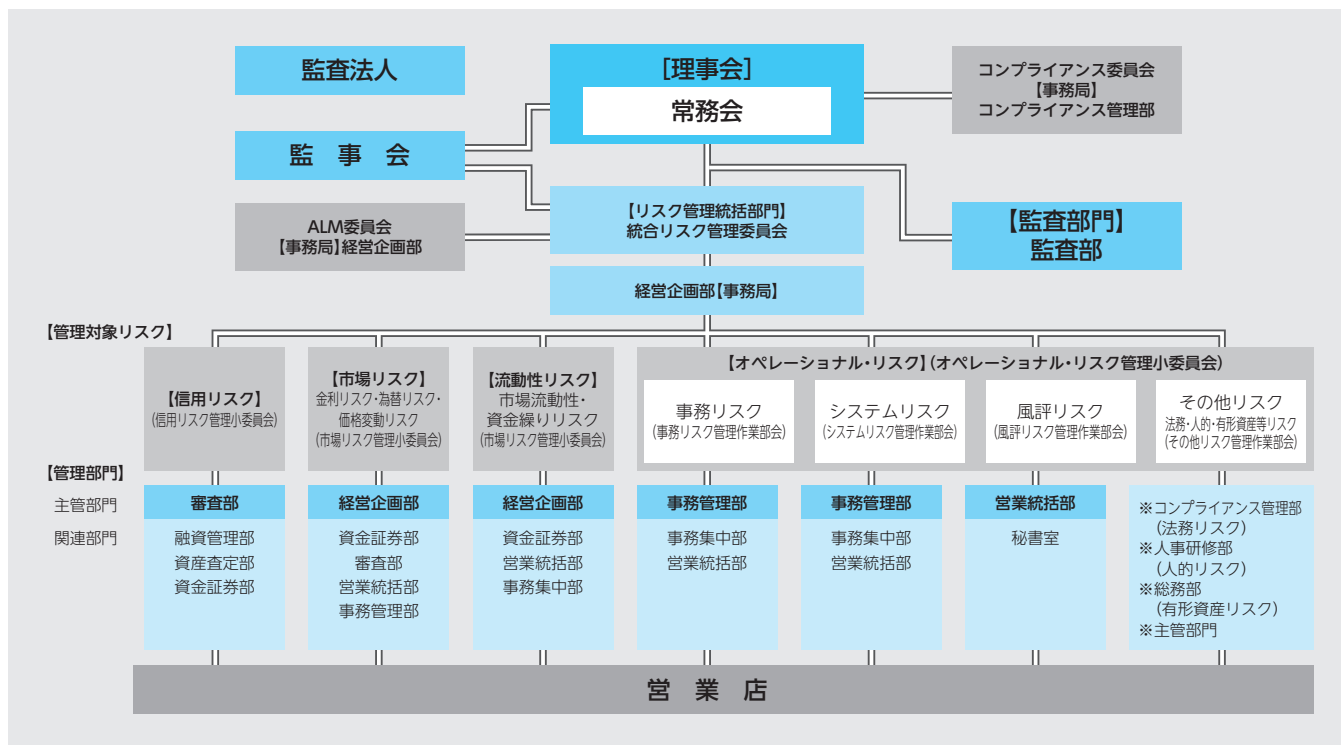 監査法人
［理事会］
常務会
コンプライアンス委員会
【事務局】
コンプライアンス管理部
監事会
ALM委員会
【事務局】経営企画部
【リスク管理統括部門】
統合リスク管理委員会
【監査部門】
監査部
経営企画部【事務局】
【管理対象リスク】
【信用リスク】
(信用リスク管理小委員会)
【市場リスク】
金利リスク・為替リスク・
価格変動リスク
(市場リスク管理小委員会)
【流動性リスク】
市場流動性・
資金繰りリスク
(市場リスク管理小委員会)
【オペレーショナル・リスク】(オペレーショナル・リスク管理小委員会)
事務リスク
(事務リスク管理作業部会)
システムリスク
(システムリスク管理作業部会)
風評リスク
(風評リスク管理作業部会)
その他リスク
法務・人的・有形資産等リスク
(その他リスク管理作業部会)
【管理部門】
主管部門
関連部門
審査部
融資管理部
資産査定部
資金証券部
経営企画部
資金証券部
審査部
営業統括部
事務管理部
経営企画部
資金証券部
営業統括部
事務集中部
事務管理部
事務集中部
営業統括部
事務管理部
事務集中部
営業統括部
営業統括部
秘書室
※コンプライアンス管理部
(法務リスク)
※人事研修部
(人的リスク)
※総務部
(有形資産リスク)
※主管部門
営業店